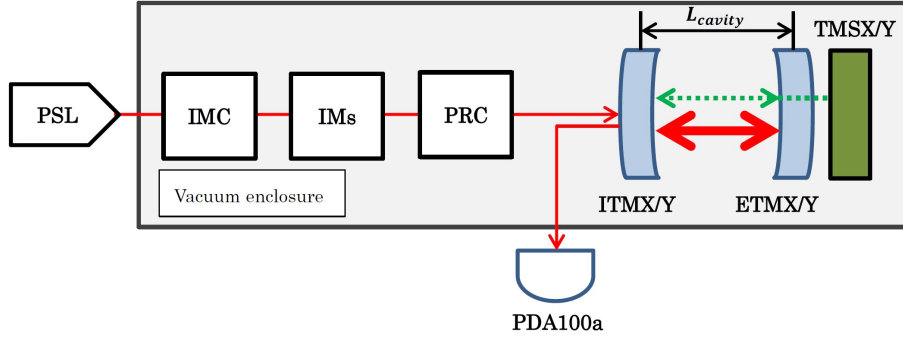 L_cavity
TMSX/Y
PSL
IMC
IMs
PRC
Vacuum enclosure
ITMX/Y
ETMX/Y
PDA100a